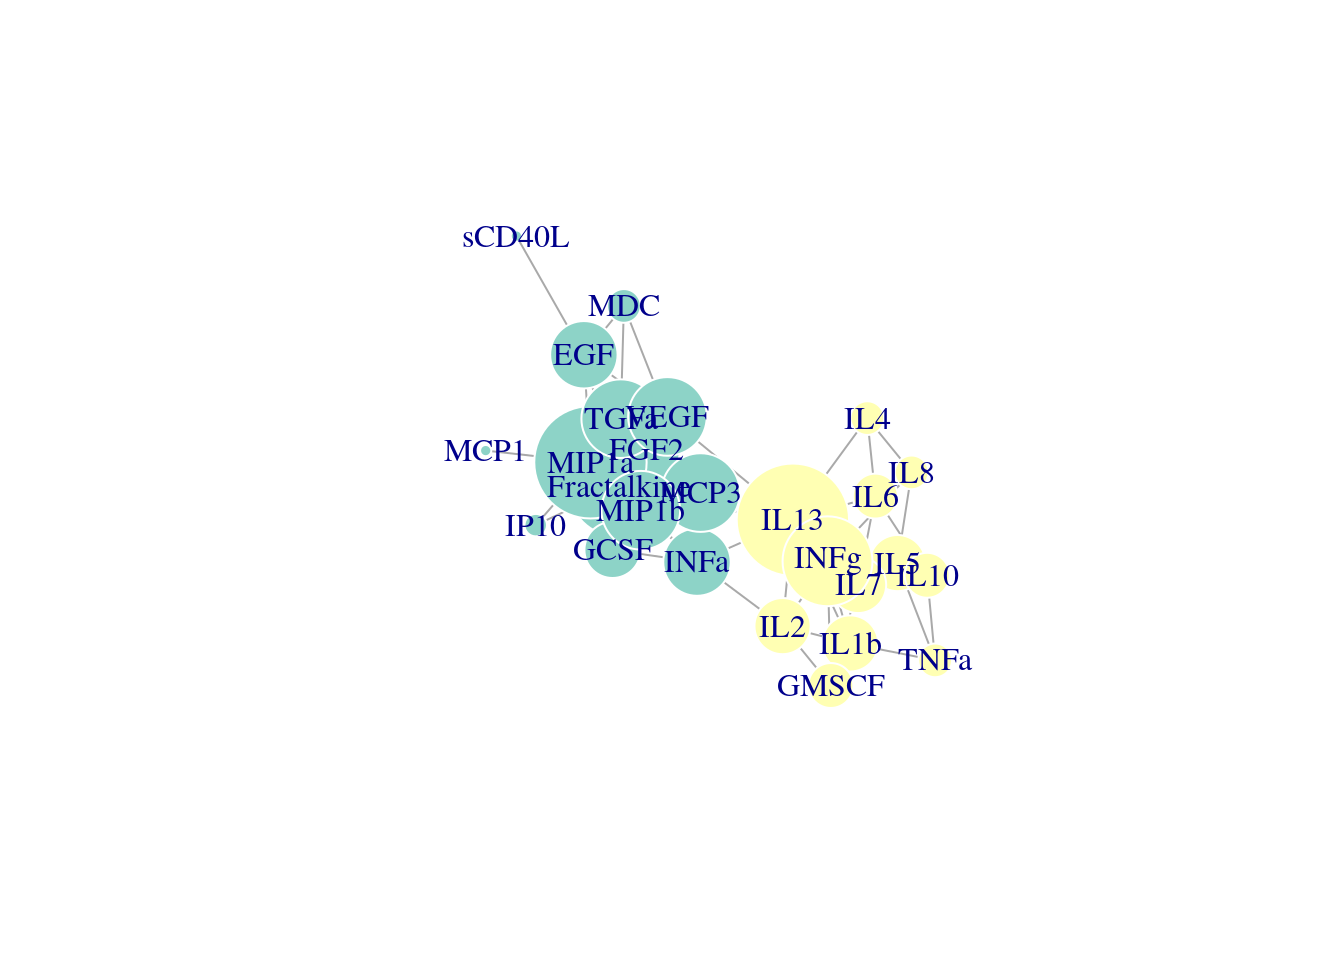 sCD40L
MDC
EGF
TGFa
VEGF
IL4
FGF2
MCP1
MIP1a
IL8
Fractalkine
MCP3
IL6
MIP1b
IL13
IP10
GCSF
INFa
INFg
IL5
IL10
IL7
IL2
IL1b
TNFa
GMSCF